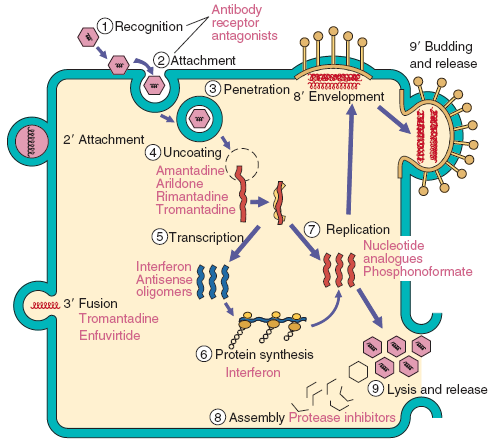 ① Recognition
Antibody
receptor
antagonists
② Attachment
③ Penetration
8′ Envelopment
9′ Budding
and release
2′ Attachment
④ Uncoating
Amantadine
Arildone
Rimantadine
Tromantadine
⑤ Transcription
Interferon
Antisense
oligomers
⑦ Replication
Nucleotide
analogues
Phosphonoformate
3′ Fusion
Tromantadine
Enfuvirtide
⑥ Protein synthesis
Interferon
⑨ Lysis and release
⑧ Assembly Protease inhibitors